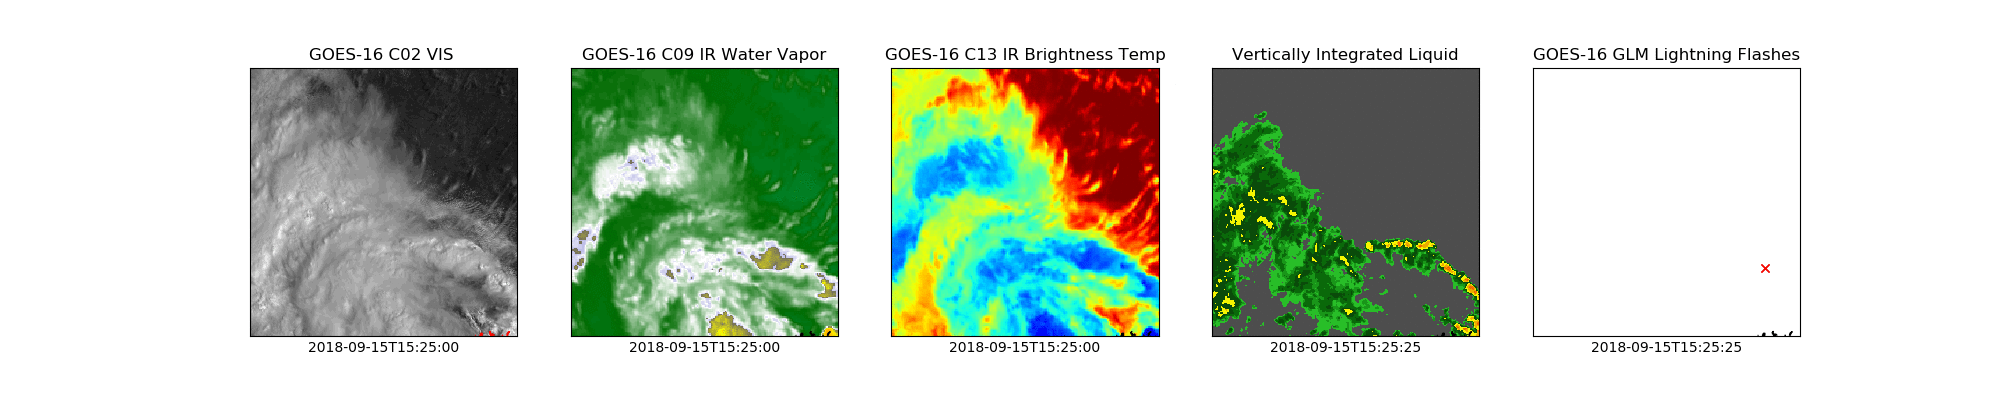 GOES-16 C02 VIS
GOES-16 C09 IR Water Vapor
GOES-16 C13 IR Brightness Temp
Vertically Integrated Liquid
GOES-16 GLM Lightning Flashes
2018-09-15T15:25:00
2018-09-15T15:25:00
2018-09-15T15:25:00
2018-09-15T15:25:25
2018-09-15T15:25:25